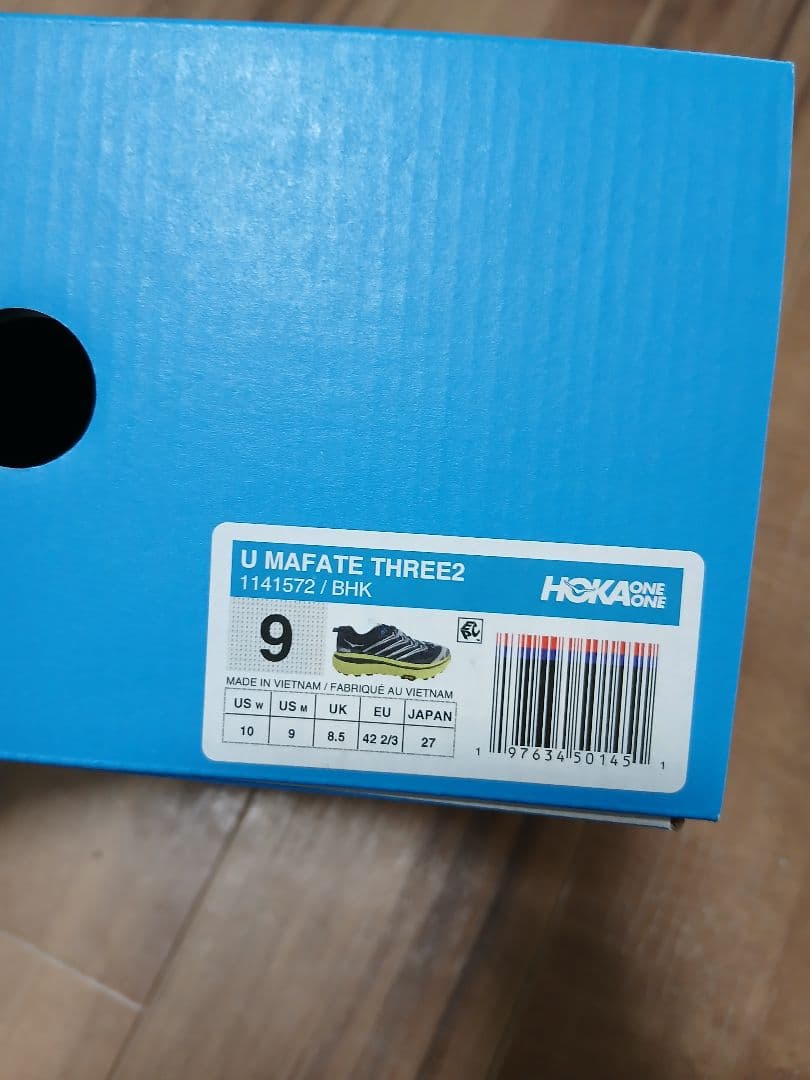 U MAFATE THREE2
1141572 / BHK
HOKA ONE ONE
9
MADE IN VIETNAM / FABRIQUÉ AU VIETNAM
US W US M UK EU JAPAN
10 9 8.5 42 2/3 27
1 97634 50145 1